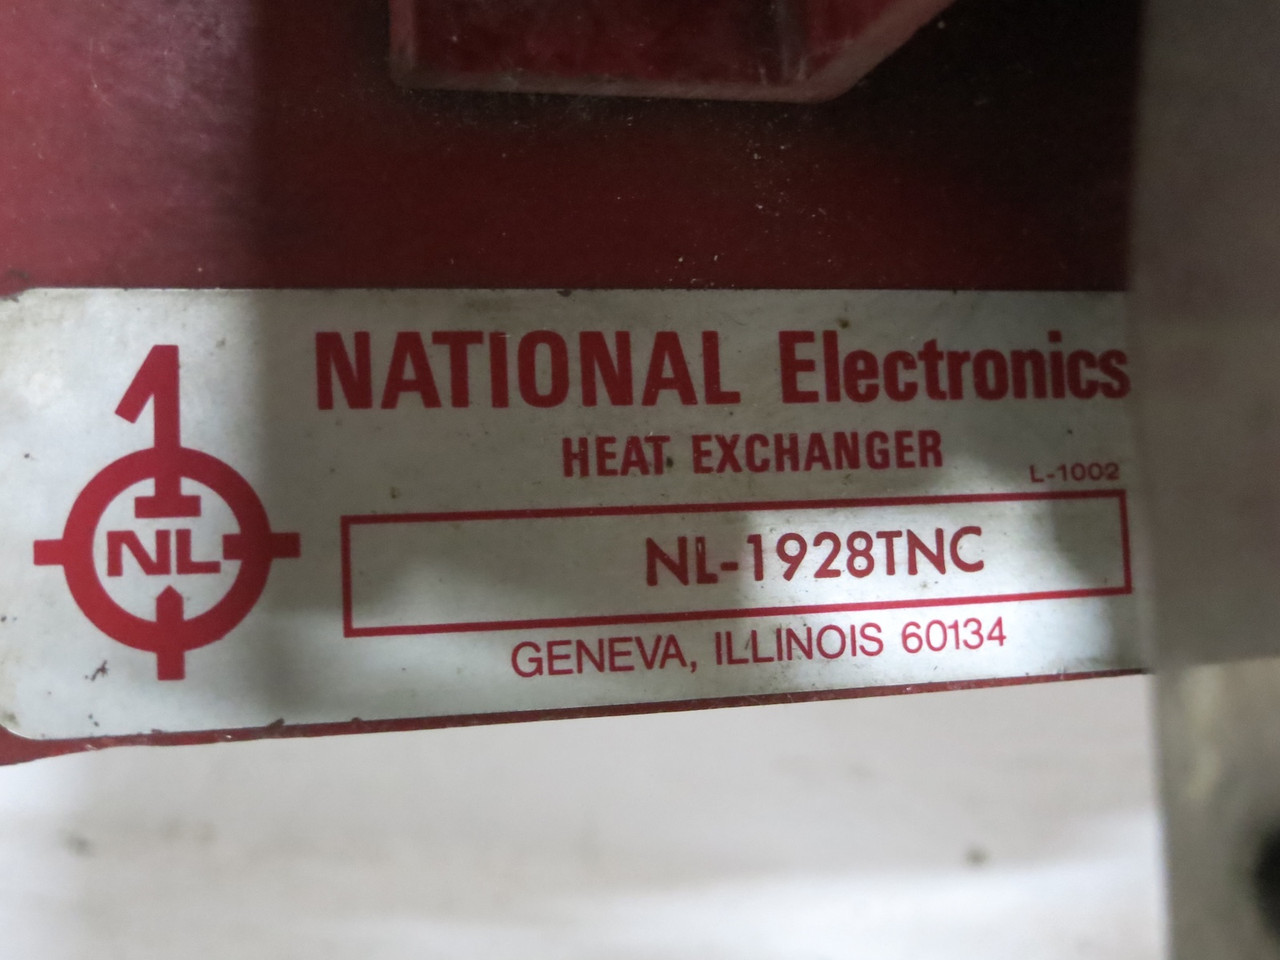 NATIONAL Electronics
HEAT EXCHANGER
L-1002
NL
NL-1928TNC
GENEVA, ILLINOIS 60134